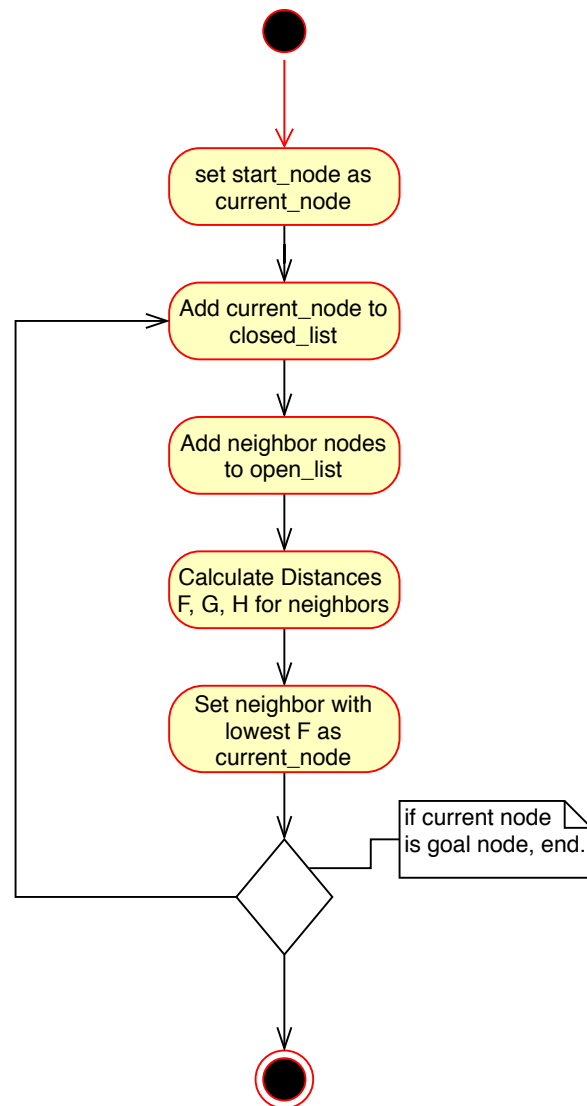 set start_node as
current_node
Add current_node to
closed_list
Add neighbor nodes
to open_list
Calculate Distances
F, G, H for neighbors
Set neighbor with
lowest F as
current_node
if current node
is goal node, end.